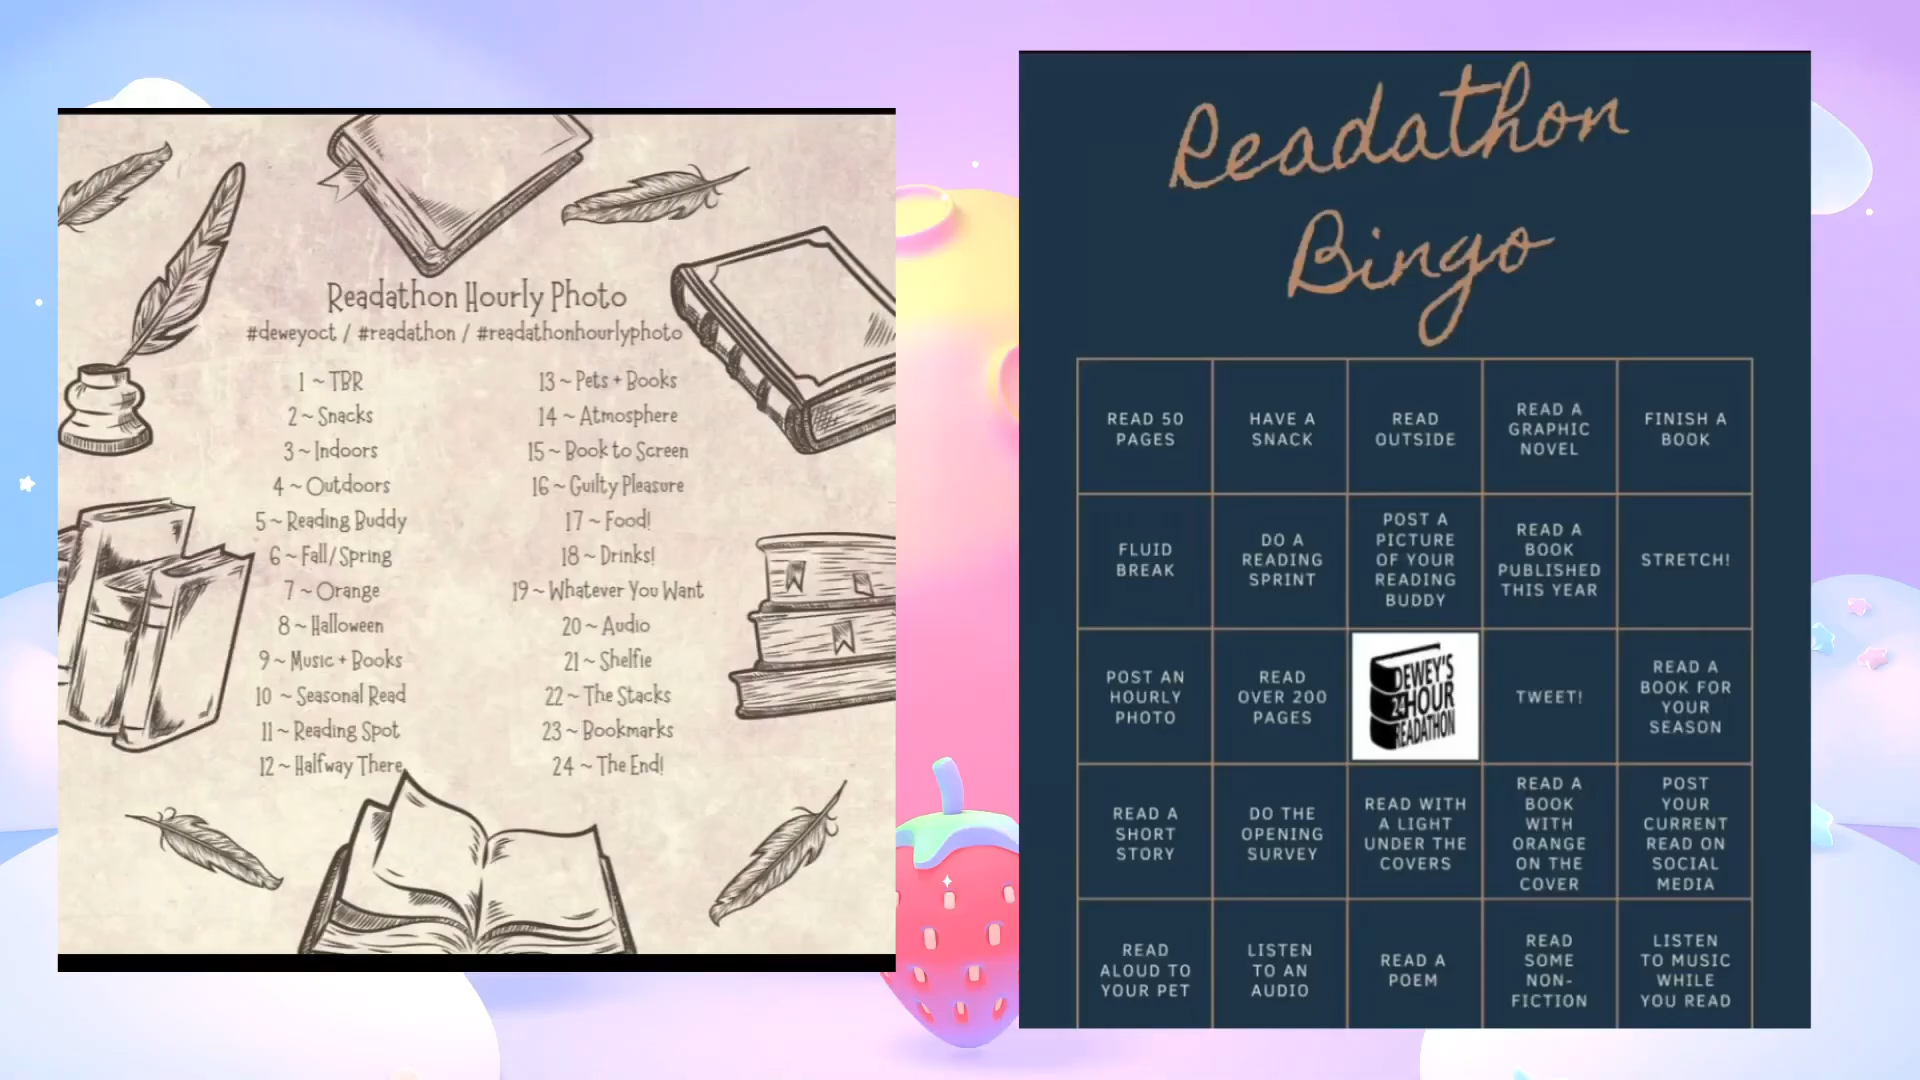 Readathon Hourly Photo
#deweyoct / #readathon / #readathonhourlyphoto
1 ~ TBR
2 ~ Snacks
3 ~ Indoors
4 ~ Outdoors
5 ~ Reading Buddy
6 ~ Fall/Spring
7 ~ Orange
8 ~ Halloween
9 ~ Music + Books
10 ~ Seasonal Read
11 ~ Reading Spot
12 ~ Halfway There
13 ~ Pets + Books
14 ~ Atmosphere
15 ~ Book to Screen
16 ~ Guilty Pleasure
17 ~ Food!
18 ~ Drinks!
19 ~ Whatever You Want
20 ~ Audio
21 ~ Shelfie
22 ~ The Stacks
23 ~ Bookmarks
24 ~ The End!
Readathon
Bingo
READ 50
PAGES
HAVE A
SNACK
READ
OUTSIDE
READ A
GRAPHIC
NOVEL
FINISH A
BOOK
FLUID
BREAK
DO A
READING
SPRINT
POST A
PICTURE
OF YOUR
READING
BUDDY
READ A
BOOK
PUBLISHED
THIS YEAR
STRETCH!
POST AN
HOURLY
PHOTO
READ
OVER 200
PAGES
DEWEY'S
24 HOUR
READATHON
TWEET!
READ A
BOOK FOR
YOUR
SEASON
READ A
SHORT
STORY
DO THE
OPENING
SURVEY
READ WITH
A LIGHT
UNDER THE
COVERS
READ A
BOOK
WITH
ORANGE
ON THE
COVER
POST
YOUR
CURRENT
READ ON
SOCIAL
MEDIA
READ
ALOUD TO
YOUR PET
LISTEN
TO AN
AUDIO
READ A
POEM
READ
SOME
NON-
FICTION
LISTEN
TO MUSIC
WHILE
YOU READ